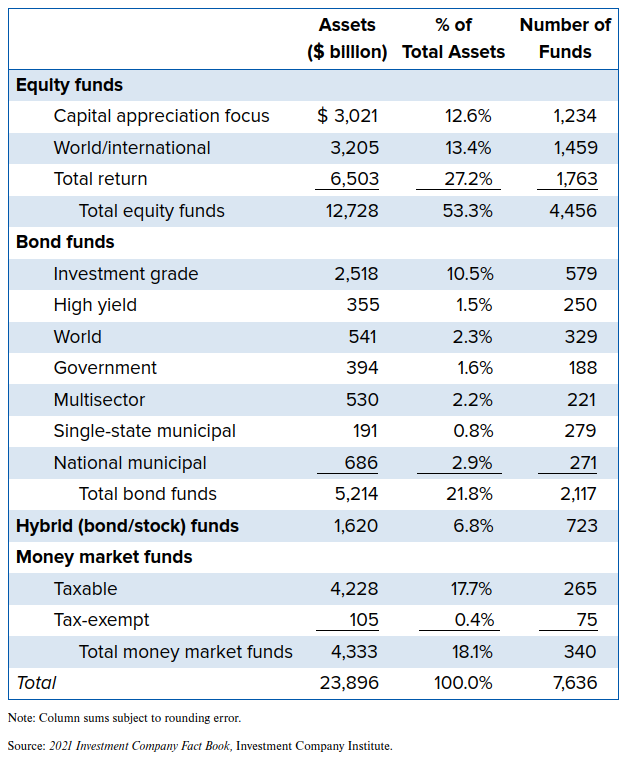 Assets % of Number of
($ billion) Total Assets Funds
Equity funds
Capital appreciation focus $ 3,021 12.6% 1,234
World/international 3,205 13.4% 1,459
Total return 6,503 27.2% 1,763
Total equity funds 12,728 53.3% 4,456
Bond funds
Investment grade 2,518 10.5% 579
High yield 355 1.5% 250
World 541 2.3% 329
Government 394 1.6% 188
Multisector 530 2.2% 221
Single-state municipal 191 0.8% 279
National municipal 686 2.9% 271
Total bond funds 5,214 21.8% 2,117
Hybrid (bond/stock) funds 1,620 6.8% 723
Money market funds
Taxable 4,228 17.7% 265
Tax-exempt 105 0.4% 75
Total money market funds 4,333 18.1% 340
Total 23,896 100.0% 7,636
Note: Column sums subject to rounding error.
Source: 2021 Investment Company Fact Book, Investment Company Institute.